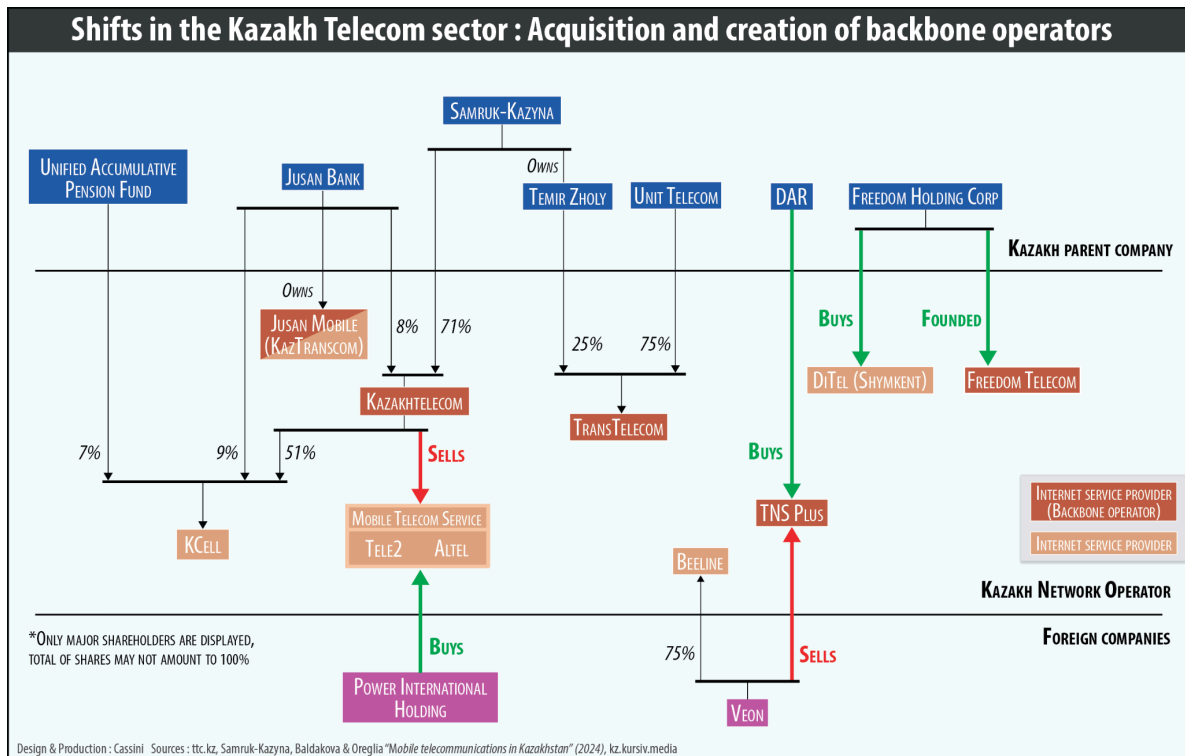 Shifts in the Kazakh Telecom sector : Acquisition and creation of backbone operators
Samruk-Kazyna
Unified Accumulative
Pension Fund
Jusan Bank
Owns
Temir Zholy
Unit Telecom
DAR
Freedom Holding Corp
Kazakh parent company
Owns
Jusan Mobile
(KazTranscom)
8%
71%
25%
75%
Buys
Founded
DiTel (Shymkent)
Freedom Telecom
Kazakhtelecom
TransTelecom
7%
9%
51%
Sells
Buys
Mobile Telecom Service
Tele2
Altel
KCell
TNS Plus
Beeline
Internet service provider
(Backbone operator)
Internet service provider
Kazakh Network Operator
Foreign companies
*Only major shareholders are displayed,
total of shares may not amount to 100%
Buys
75%
Sells
Power International
Holding
Veon
Design & Production : Cassini Sources : ttc.kz, Samruk-Kazyna, Baldakova & Oreglia "Mobile telecommunications in Kazakhstan" (2024), kz.kursiv.media